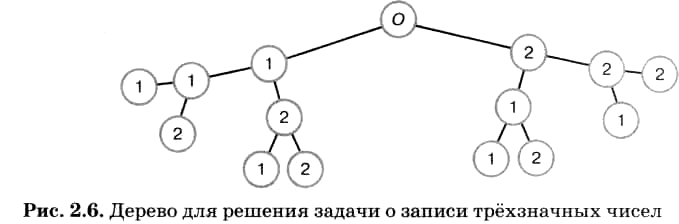 O
1 2
1 1 2 2 2
2 2 1 1
1 2 1 2
Рис. 2.6. Дерево для решения задачи о записи трёхзначных чисел